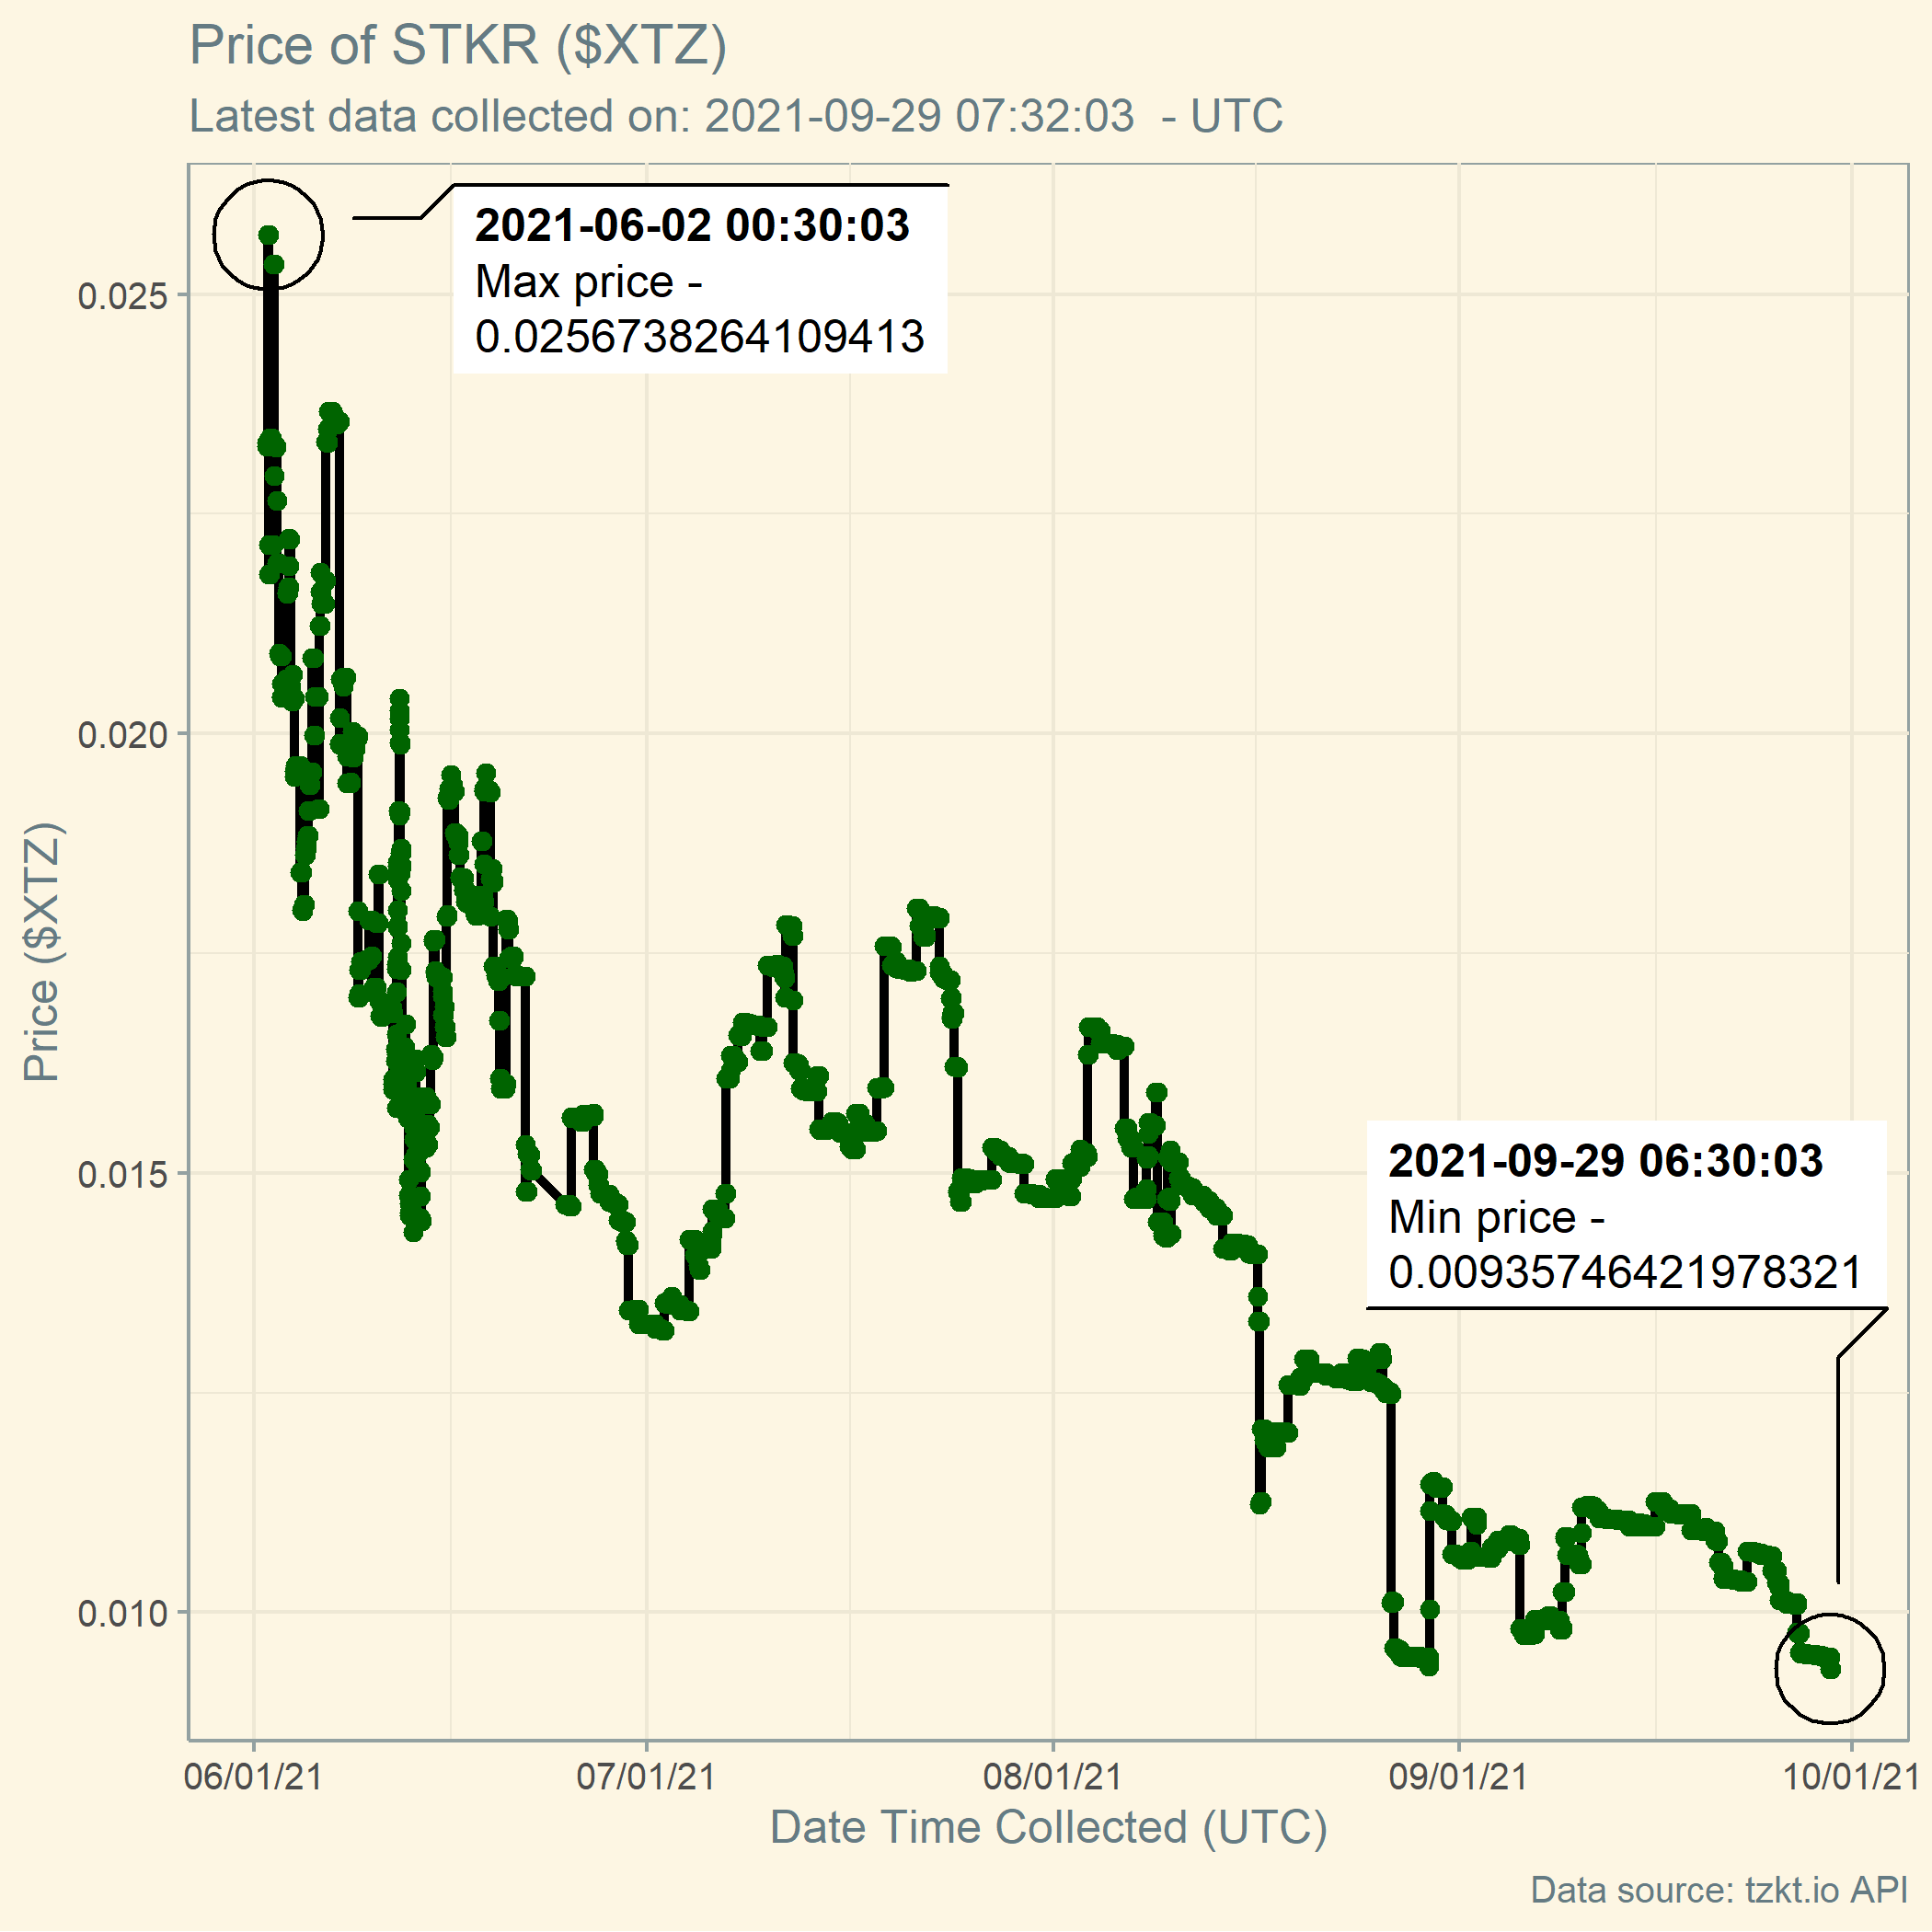 Price of STKR ($XTZ)
Latest data collected on: 2021-09-29 07:32:03  - UTC
2021-06-02 00:30:03
Max price -
0.0256738264109413
0.025
0.020
0.015
0.010
Price ($XTZ)
2021-09-29 06:30:03
Min price -
0.00935746421978321
06/01/21
07/01/21
08/01/21
09/01/21
10/01/21
Date Time Collected (UTC)
Data source: tzkt.io API